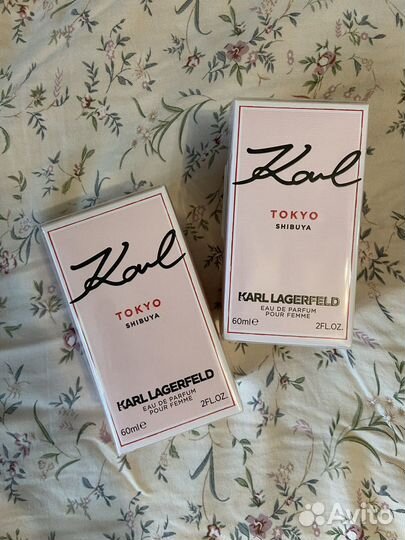 Karl
TOKYO
SHIBUYA
KARL LAGERFELD
EAU DE PARFUM
POUR FEMME
60ml℮ 2FL.OZ.
Karl
TOKYO
SHIBUYA
KARL LAGERFELD
EAU DE PARFUM
POUR FEMME
60ml℮ 2FL.OZ.
Avito